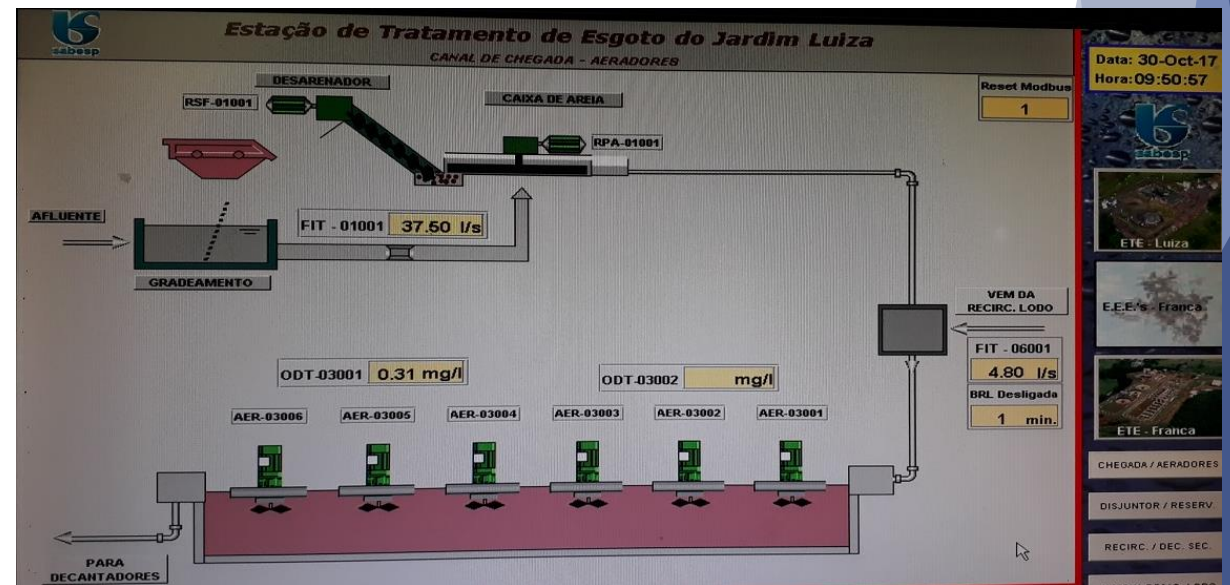 sabesp
Estação de Tratamento de Esgoto do Jardim Luiza
CANAL DE CHEGADA - AERADORES
Data: 30-Oct-17
Hora: 09:50:57
Reset Modbus
1
DESARENADOR
RSF-01001
CAIXA DE AREIA
RPA-01001
sabesp
AFLUENTE
FIT - 01001 37.50 l/s
GRADEAMENTO
ETE - Luiza
VEM DA
RECIRC. LODO
E.E.E.'s - Franca
FIT - 06001
4.80 l/s
BRL Desligada
1 min.
ODT-03001 0.31 mg/l
ODT-03002 mg/l
AER-03006 AER-03005 AER-03004 AER-03003 AER-03002 AER-03001
ETE - Franca
CHEGADA / AERADORES
DISJUNTOR / RESERV.
RECIRC. / DEC. SEC.
PARA
DECANTADORES